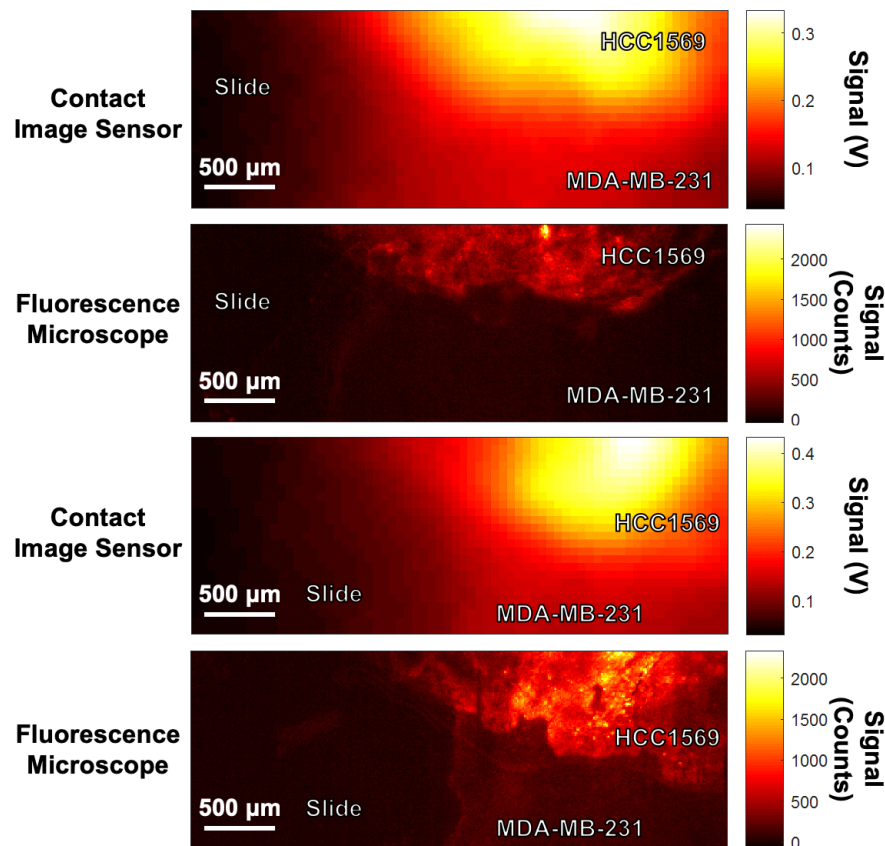 Contact
Image Sensor
Slide
HCC1569
MDA-MB-231
500 µm
0.3
0.2
0.1
Signal (V)
Fluorescence
Microscope
Slide
HCC1569
MDA-MB-231
500 µm
2000
1500
1000
500
0
Signal
(Counts)
Contact
Image Sensor
HCC1569
500 µm
Slide
MDA-MB-231
0.4
0.3
0.2
0.1
Signal (V)
Fluorescence
Microscope
HCC1569
500 µm
Slide
MDA-MB-231
2000
1500
1000
500
0
Signal
(Counts)